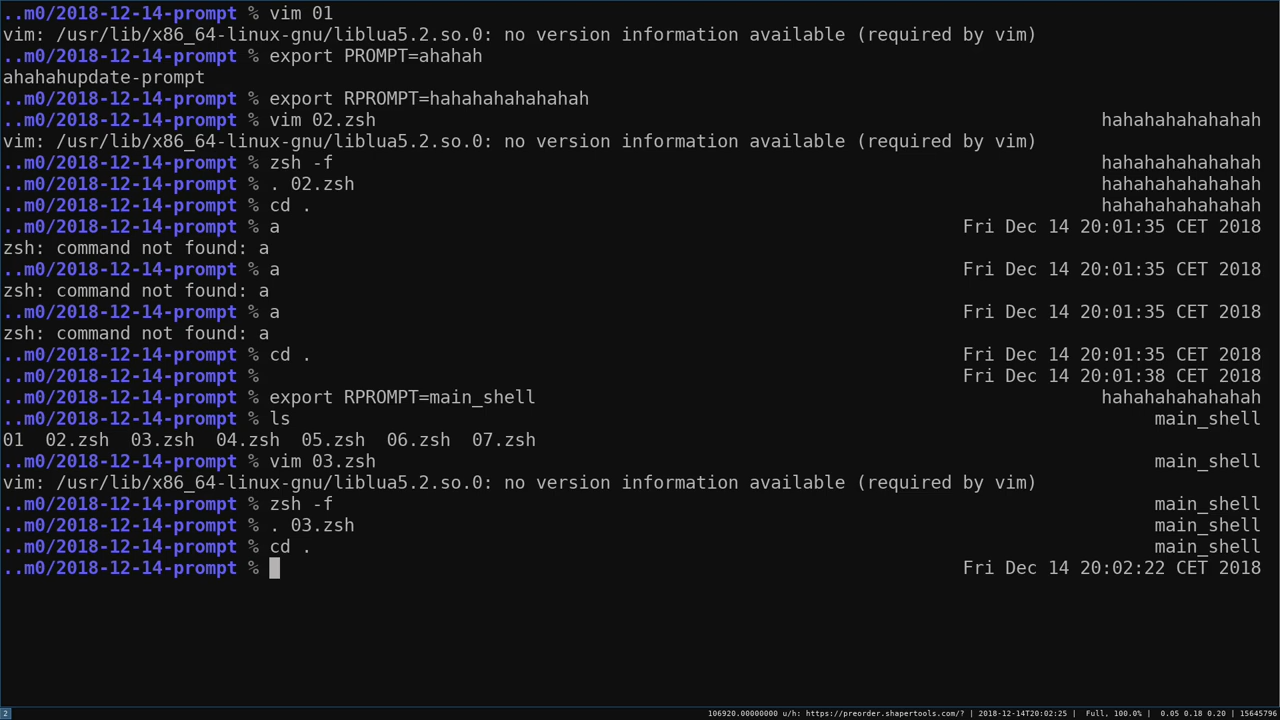 ..m0/2018-12-14-prompt % vim 01
vim: /usr/lib/x86_64-linux-gnu/liblua5.2.so.0: no version information available (required by vim)
..m0/2018-12-14-prompt % export PROMPT=ahahah
ahahahupdate-prompt
..m0/2018-12-14-prompt % export RPROMPT=hahahahahahahah
..m0/2018-12-14-prompt % vim 02.zsh hahahahahahahah
vim: /usr/lib/x86_64-linux-gnu/liblua5.2.so.0: no version information available (required by vim)
..m0/2018-12-14-prompt % zsh -f hahahahahahahah
..m0/2018-12-14-prompt % . 02.zsh hahahahahahahah
..m0/2018-12-14-prompt % cd . hahahahahahahah
..m0/2018-12-14-prompt % a Fri Dec 14 20:01:35 CET 2018
zsh: command not found: a
..m0/2018-12-14-prompt % a Fri Dec 14 20:01:35 CET 2018
zsh: command not found: a
..m0/2018-12-14-prompt % a Fri Dec 14 20:01:35 CET 2018
zsh: command not found: a
..m0/2018-12-14-prompt % cd . Fri Dec 14 20:01:35 CET 2018
..m0/2018-12-14-prompt % Fri Dec 14 20:01:38 CET 2018
..m0/2018-12-14-prompt % export RPROMPT=main_shell hahahahahahahah
..m0/2018-12-14-prompt % ls main_shell
01 02.zsh 03.zsh 04.zsh 05.zsh 06.zsh 07.zsh
..m0/2018-12-14-prompt % vim 03.zsh main_shell
vim: /usr/lib/x86_64-linux-gnu/liblua5.2.so.0: no version information available (required by vim)
..m0/2018-12-14-prompt % zsh -f main_shell
..m0/2018-12-14-prompt % . 03.zsh main_shell
..m0/2018-12-14-prompt % cd . main_shell
..m0/2018-12-14-prompt % Fri Dec 14 20:02:22 CET 2018
2 106920.00000000 u/h: https://preorder.shapertools.com/? | 2018-12-14T20:02:25 | Full, 100.0% | 0.05 0.18 0.20 | 15645796